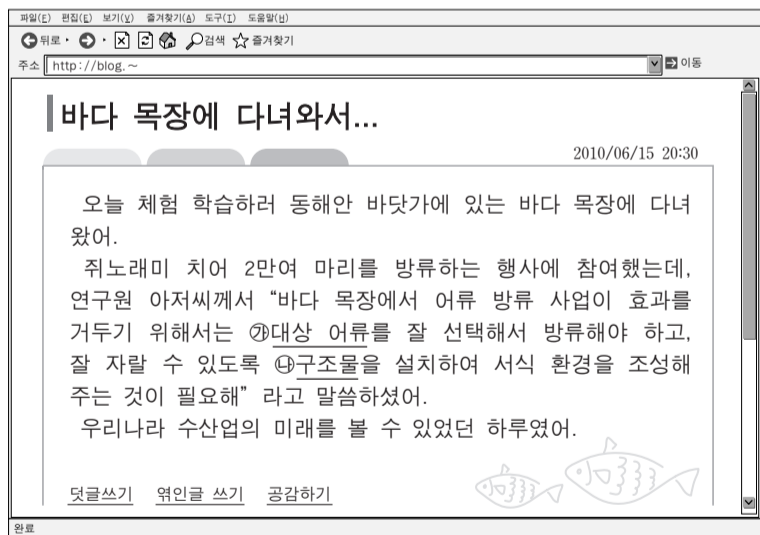 파일(F) 편집(E) 보기(V) 즐겨찾기(A) 도구(T) 도움말(H)
뒤로 검색 즐겨찾기
주소 http://blog.~ 이동
바다 목장에 다녀와서...
2010/06/15 20:30
오늘 체험 학습하러 동해안 바닷가에 있는 바다 목장에 다녀
왔어.
쥐노래미 치어 2만여 마리를 방류하는 행사에 참여했는데,
연구원 아저씨께서 “바다 목장에서 어류 방류 사업이 효과를
거두기 위해서는 ㉮대상 어류를 잘 선택해서 방류해야 하고,
잘 자랄 수 있도록 ㉯구조물을 설치하여 서식 환경을 조성해
주는 것이 필요해” 라고 말씀하셨어.
우리나라 수산업의 미래를 볼 수 있었던 하루였어.
덧글쓰기 엮인글 쓰기 공감하기
완료